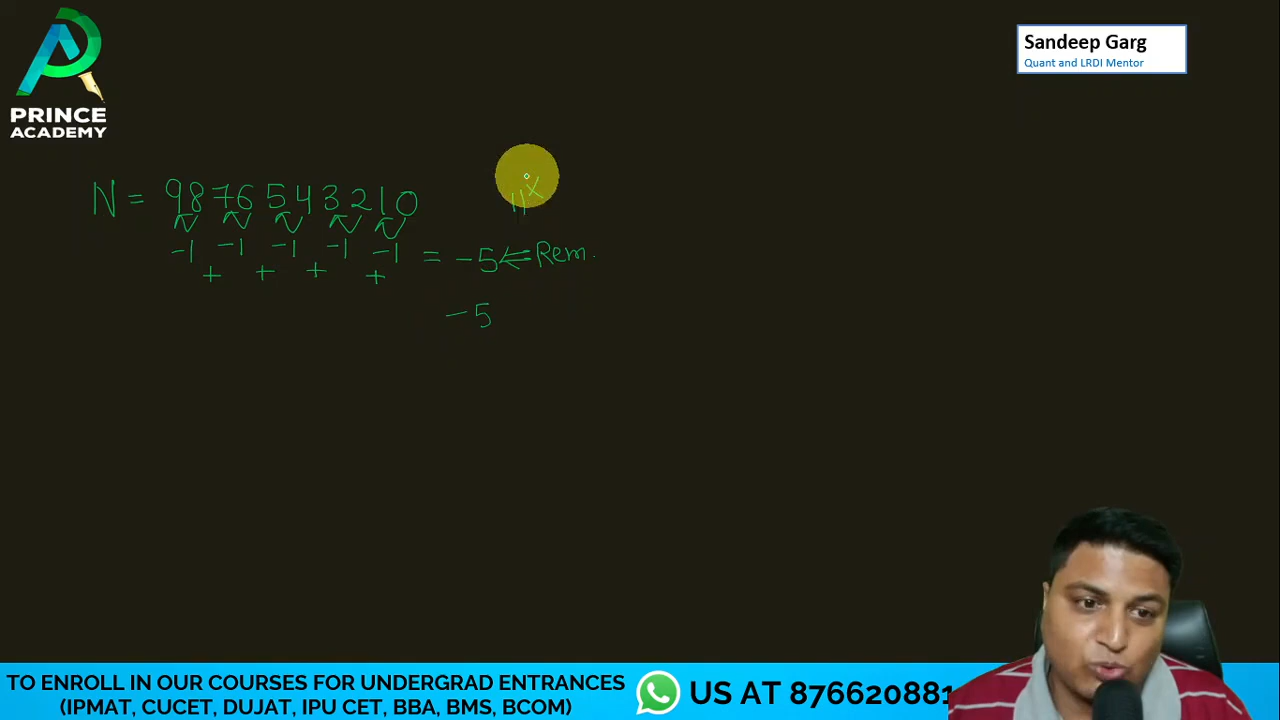 PRINCE
ACADEMY
Sandeep Garg
Quant and LRDI Mentor
N = 9876543210
11 x
-1 + -1 + -1 + -1 + -1 = -5 ⇐ Rem.
-5
TO ENROLL IN OUR COURSES FOR UNDERGRAD ENTRANCES
(IPMAT, CUCET, DUJAT, IPU CET, BBA, BMS, BCOM)
US AT 876620881